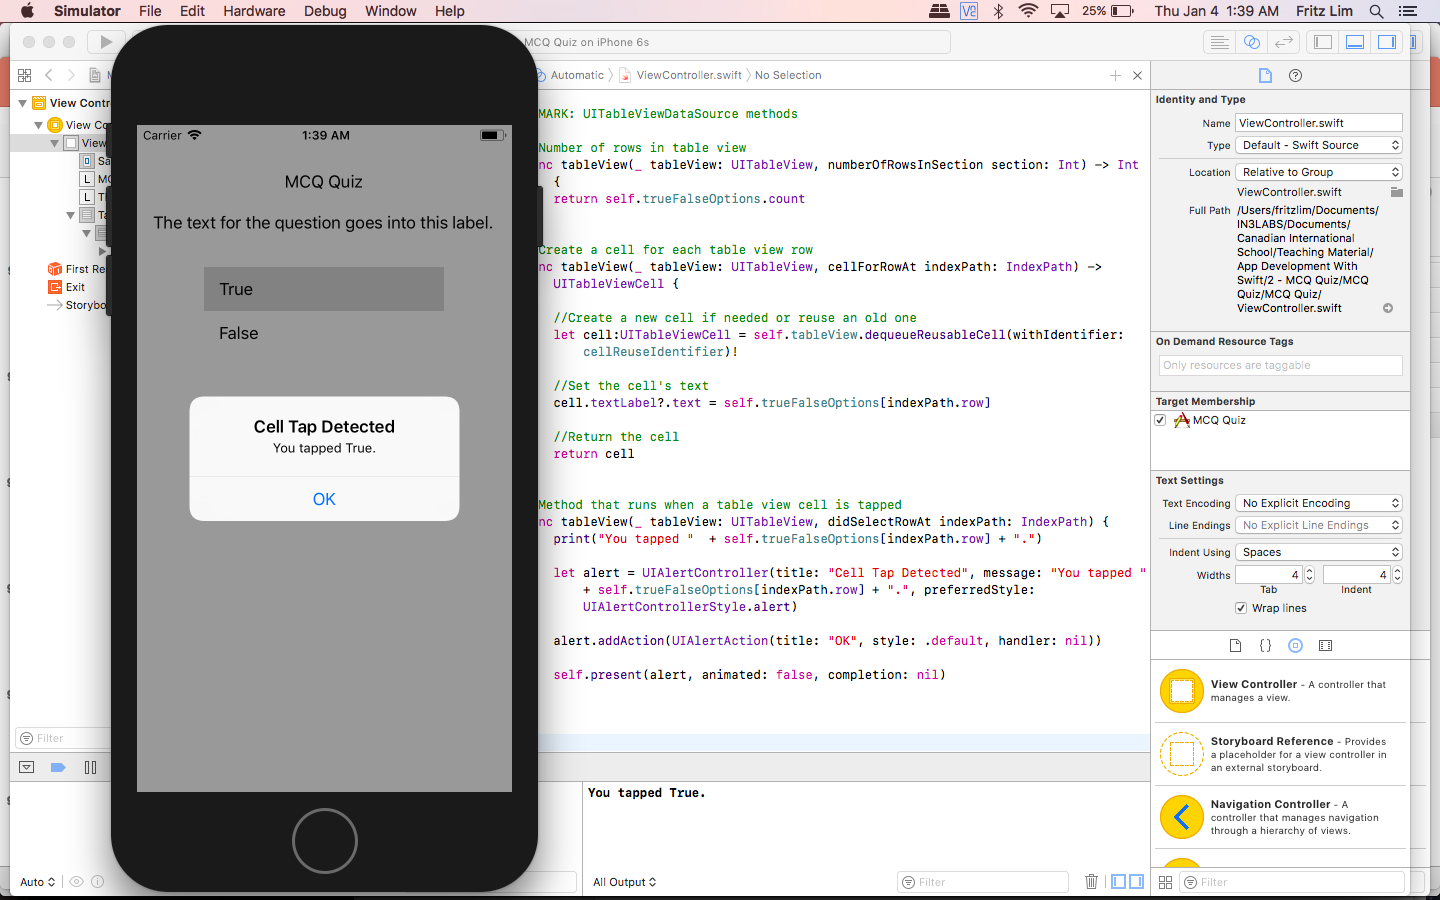 Simulator File Edit Hardware Debug Window Help 25% Thu Jan 4 1:39 AM Fritz Lim
MCQ Quiz on iPhone 6s
Automatic ViewController.swift No Selection
View Contr
View Co
View
Sa
L MC
L Th
Ta
First Re
Exit
Storybo
Filter
Auto
Carrier 1:39 AM
MCQ Quiz
The text for the question goes into this label.
True
False
Cell Tap Detected
You tapped True.
OK
MARK: UITableViewDataSource methods
Number of rows in table view
nc tableView(_ tableView: UITableView, numberOfRowsInSection section: Int) -> Int
{
return self.trueFalseOptions.count
Create a cell for each table view row
nc tableView(_ tableView: UITableView, cellForRowAt indexPath: IndexPath) ->
UITableViewCell {
//Create a new cell if needed or reuse an old one
let cell:UITableViewCell = self.tableView.dequeueReusableCell(withIdentifier:
cellReuseIdentifier)!
//Set the cell's text
cell.textLabel?.text = self.trueFalseOptions[indexPath.row]
//Return the cell
return cell
Method that runs when a table view cell is tapped
nc tableView(_ tableView: UITableView, didSelectRowAt indexPath: IndexPath) {
print("You tapped "  + self.trueFalseOptions[indexPath.row] + ".")
let alert = UIAlertController(title: "Cell Tap Detected", message: "You tapped "
+ self.trueFalseOptions[indexPath.row] + ".", preferredStyle:
UIAlertControllerStyle.alert)
alert.addAction(UIAlertAction(title: "OK", style: .default, handler: nil))
self.present(alert, animated: false, completion: nil)
You tapped True.
All Output Filter
Identity and Type
Name ViewController.swift
Type Default - Swift Source
Location Relative to Group
ViewController.swift
Full Path /Users/fritzlim/Documents/
IN3LABS/Documents/
Canadian International
School/Teaching Material/
App Development With
Swift/2 - MCQ Quiz/MCQ
Quiz/MCQ Quiz/
ViewController.swift
On Demand Resource Tags
Only resources are taggable
Target Membership
MCQ Quiz
Text Settings
Text Encoding No Explicit Encoding
Line Endings No Explicit Line Endings
Indent Using Spaces
Widths 4 4
Tab Indent
Wrap lines
{}
View Controller - A controller that
manages a view.
Storyboard Reference - Provides
a placeholder for a view controller in
an external storyboard.
Navigation Controller - A
controller that manages navigation
through a hierarchy of views.
Filter